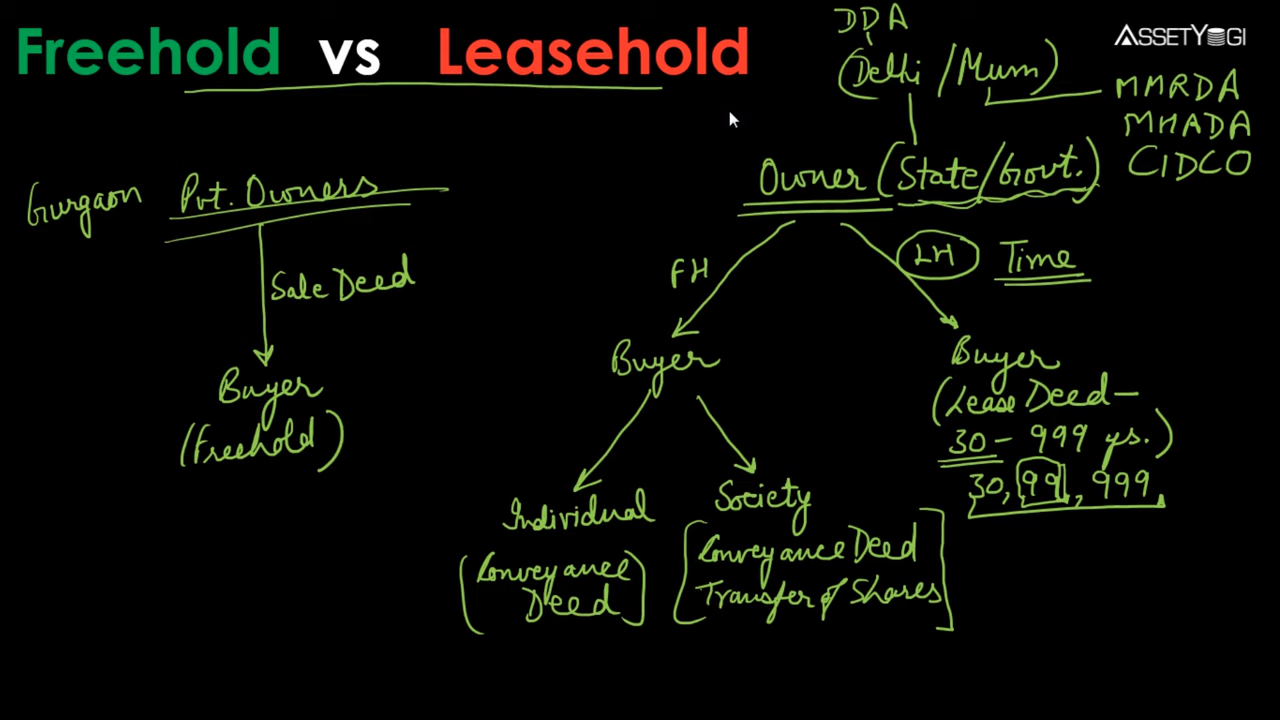 Freehold vs Leasehold
ASSETYOGI
DDA
(Delhi / Mum)
MMRDA
MHADA
CIDCO
Owner (State/Govt.)
Gurgaon Pvt. Owners
Sale Deed
Buyer
(Freehold)
FH
LH Time
Buyer
Individual
(Conveyance
Deed)
Society
[Conveyance Deed
Transfer of Shares]
Buyer
(Lease Deed –
30 – 999 ys.)
30, 99, 999